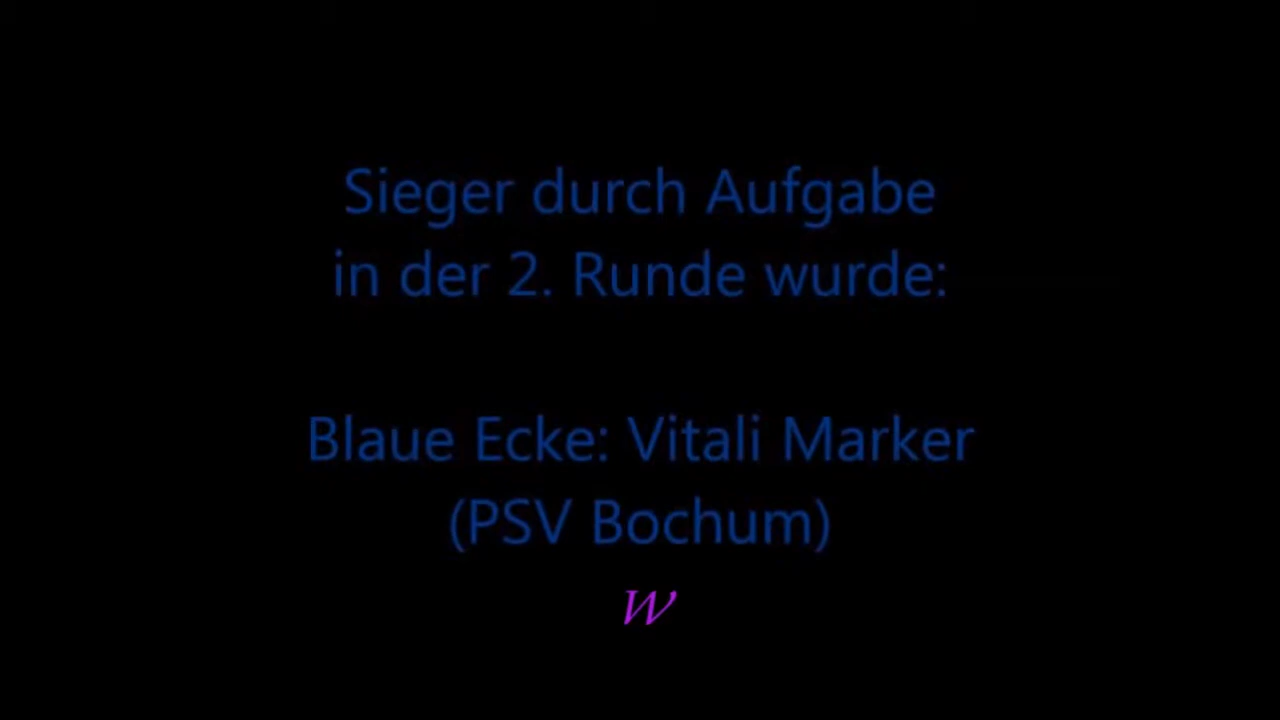 Sieger durch Aufgabe
in der 2. Runde wurde:
Blaue Ecke: Vitali Marker
(PSV Bochum)
W